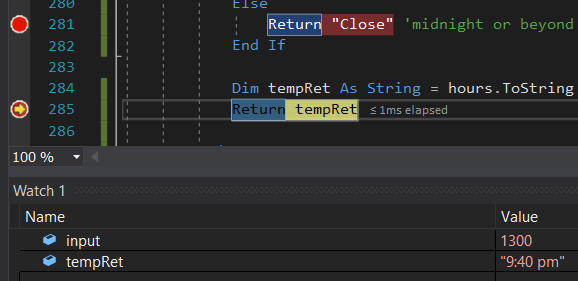 280 Else
281 Return "Close" 'midnight or beyond
282 End If
283
284 Dim tempRet As String = hours.ToString
285 Return tempRet ≤ 1ms elapsed
286
100 %
Watch 1
Name Value
input 1300
tempRet "9:40 pm"